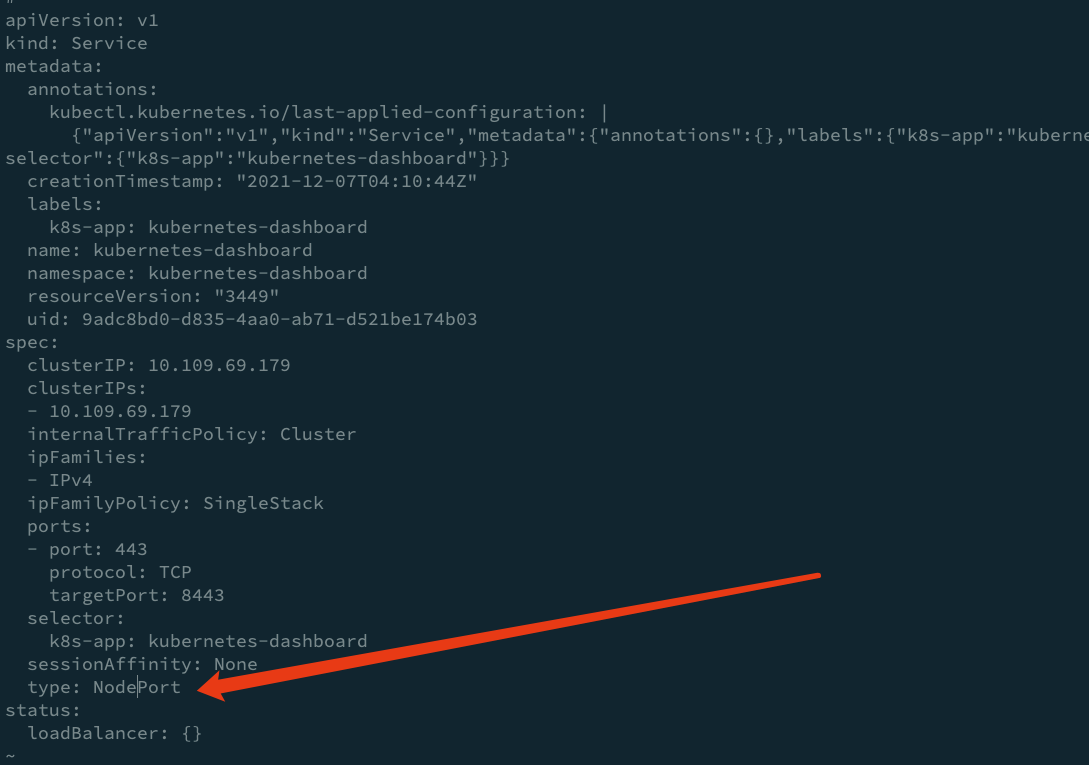 apiVersion: v1
kind: Service
metadata:
  annotations:
    kubectl.kubernetes.io/last-applied-configuration: |
      {"apiVersion":"v1","kind":"Service","metadata":{"annotations":{},"labels":{"k8s-app":"kuberne
selector":{"k8s-app":"kubernetes-dashboard"}}}
  creationTimestamp: "2021-12-07T04:10:44Z"
  labels:
    k8s-app: kubernetes-dashboard
  name: kubernetes-dashboard
  namespace: kubernetes-dashboard
  resourceVersion: "3449"
  uid: 9adc8bd0-d835-4aa0-ab71-d521be174b03
spec:
  clusterIP: 10.109.69.179
  clusterIPs:
  - 10.109.69.179
  internalTrafficPolicy: Cluster
  ipFamilies:
  - IPv4
  ipFamilyPolicy: SingleStack
  ports:
  - port: 443
    protocol: TCP
    targetPort: 8443
  selector:
    k8s-app: kubernetes-dashboard
  sessionAffinity: None
  type: NodePort
status:
  loadBalancer: {}
~